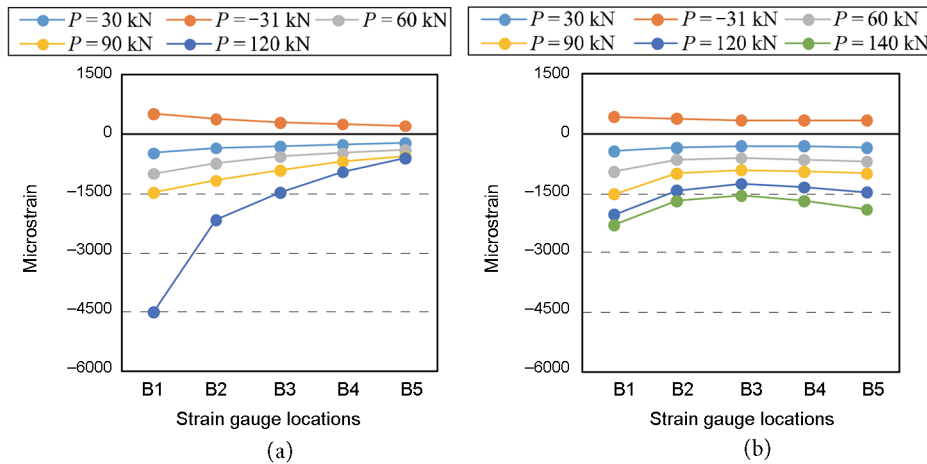 P = 30 kN P = −31 kN P = 60 kN
P = 90 kN P = 120 kN
1500
0
−1500
−3000
−4500
−6000
Microstrain
B1 B2 B3 B4 B5
Strain gauge locations
(a)
P = 30 kN P = −31 kN P = 60 kN
P = 90 kN P = 120 kN P = 140 kN
1500
0
−1500
−3000
−4500
−6000
Microstrain
B1 B2 B3 B4 B5
Strain gauge locations
(b)